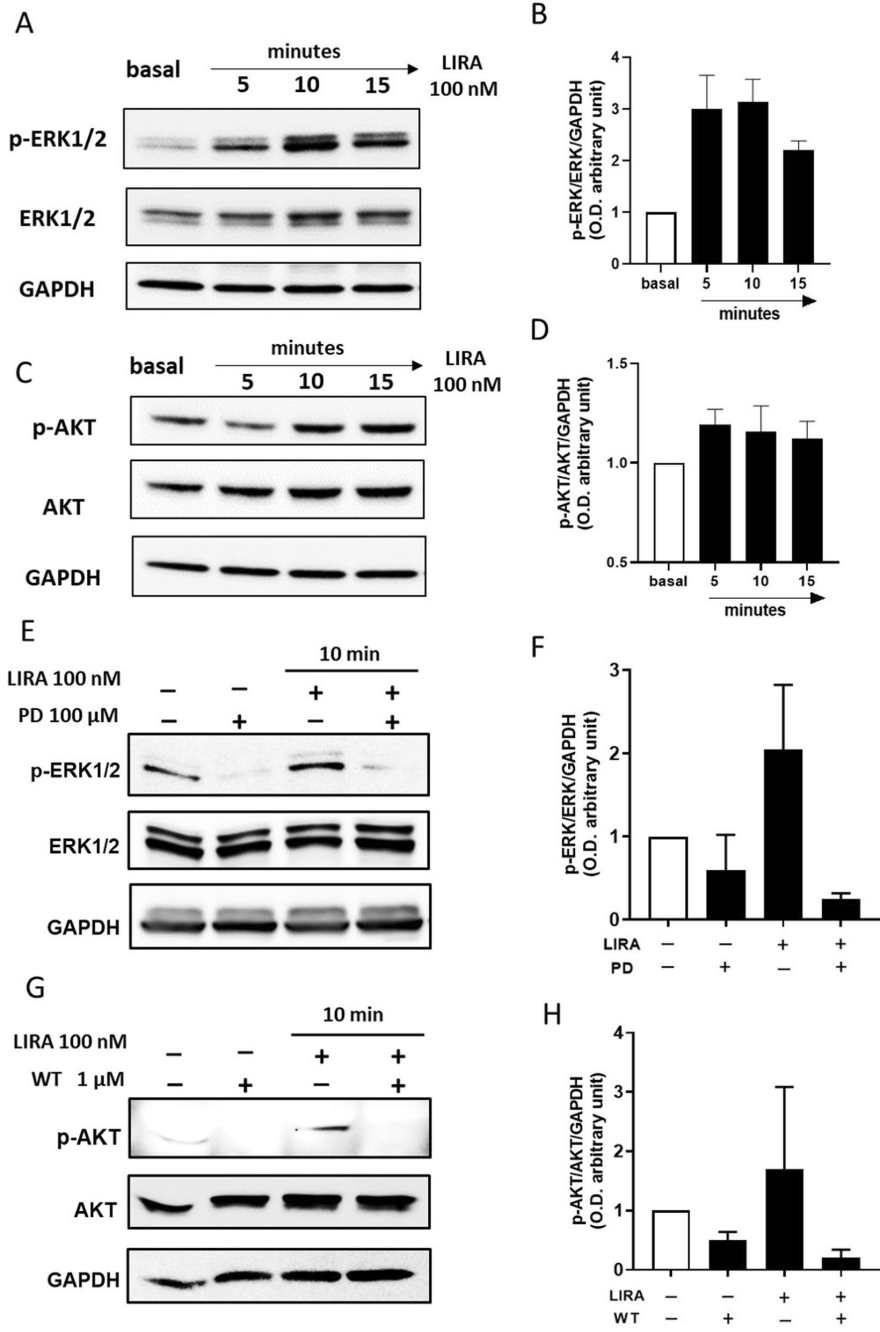 A
minutes
basal
5 10 15
LIRA
100 nM
p-ERK1/2
ERK1/2
GAPDH
B
p-ERK/ERK/GAPDH
(O.D. arbitrary unit)
4
3
2
1
0
basal 5 10 15
minutes
C
minutes
basal
5 10 15
LIRA
100 nM
p-AKT
AKT
GAPDH
D
p-AKT/AKT/GAPDH
(O.D. arbitrary unit)
1.5
1.0
0.5
basal 5 10 15
minutes
E
10 min
LIRA 100 nM – – + +
PD 100 µM – + – +
p-ERK1/2
ERK1/2
GAPDH
F
p-ERK/ERK/GAPDH
(O.D. arbitrary unit)
3
2
1
0
LIRA – – + +
PD – + – +
G
10 min
LIRA 100 nM – – + +
WT 1 µM – + – +
p-AKT
AKT
GAPDH
H
p-AKT/AKT/GAPDH
(O.D. arbitrary unit)
4
3
2
1
0
LIRA – – + +
WT – + – +